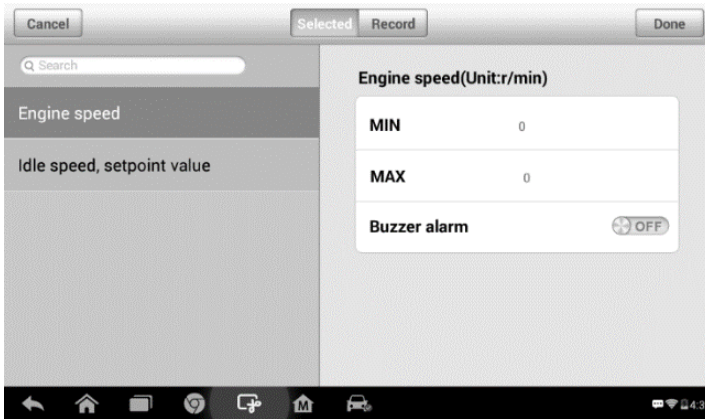 Cancel
Selected Record
Done
Search
Engine speed
Idle speed, setpoint value
Engine speed(Unit:r/min)
MIN 0
MAX 0
Buzzer alarm OFF
M